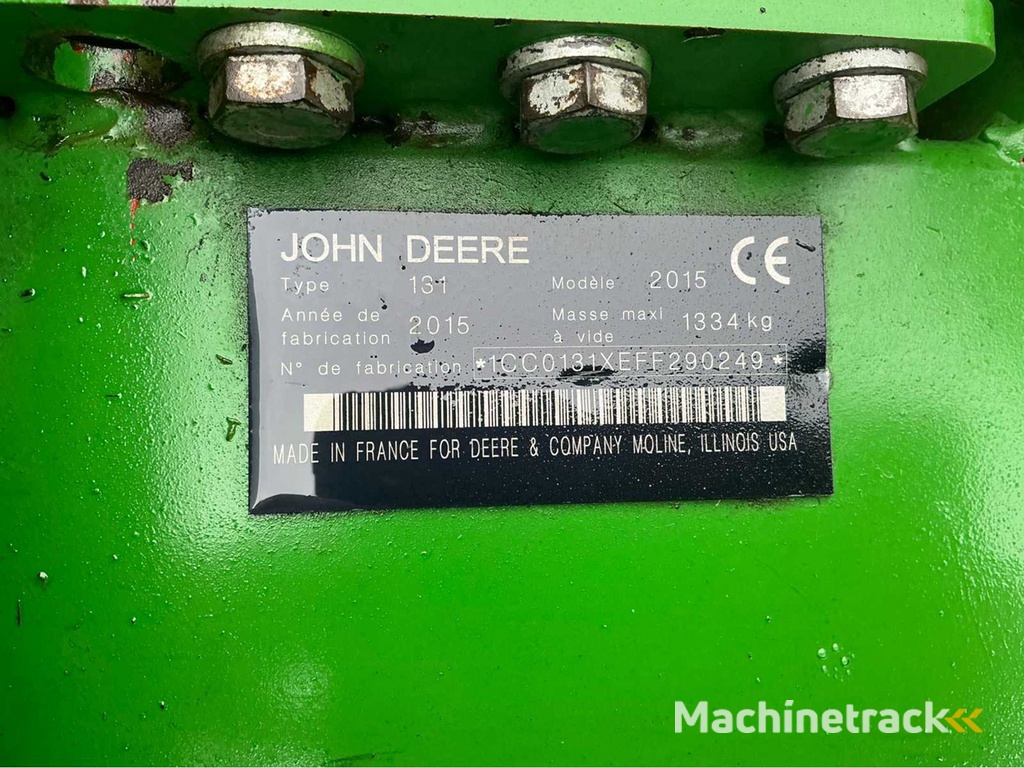 JOHN DEERE CE
Type 131 Modèle 2015
Année de fabrication 2015 Masse maxi à vide 1334 kg
N° de fabrication *1CC0131XEFF290249*
MADE IN FRANCE FOR DEERE & COMPANY MOLINE, ILLINOIS USA
Machinetrack